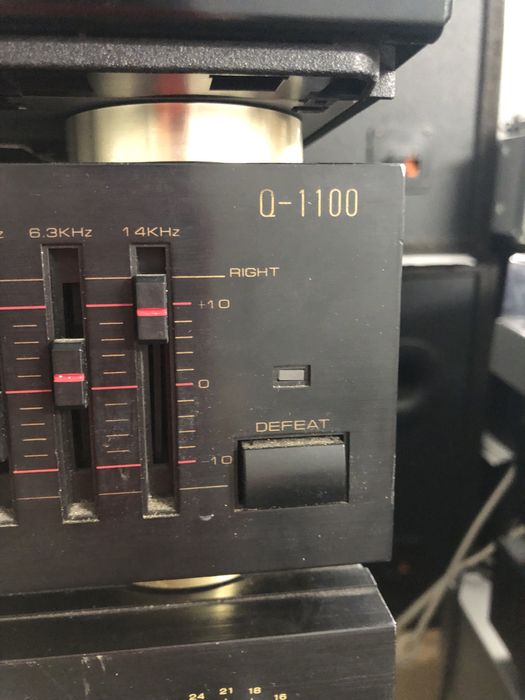 Q-1100
6.3KHz 14KHz
RIGHT
+10
0
DEFEAT
10
24 21 18 16